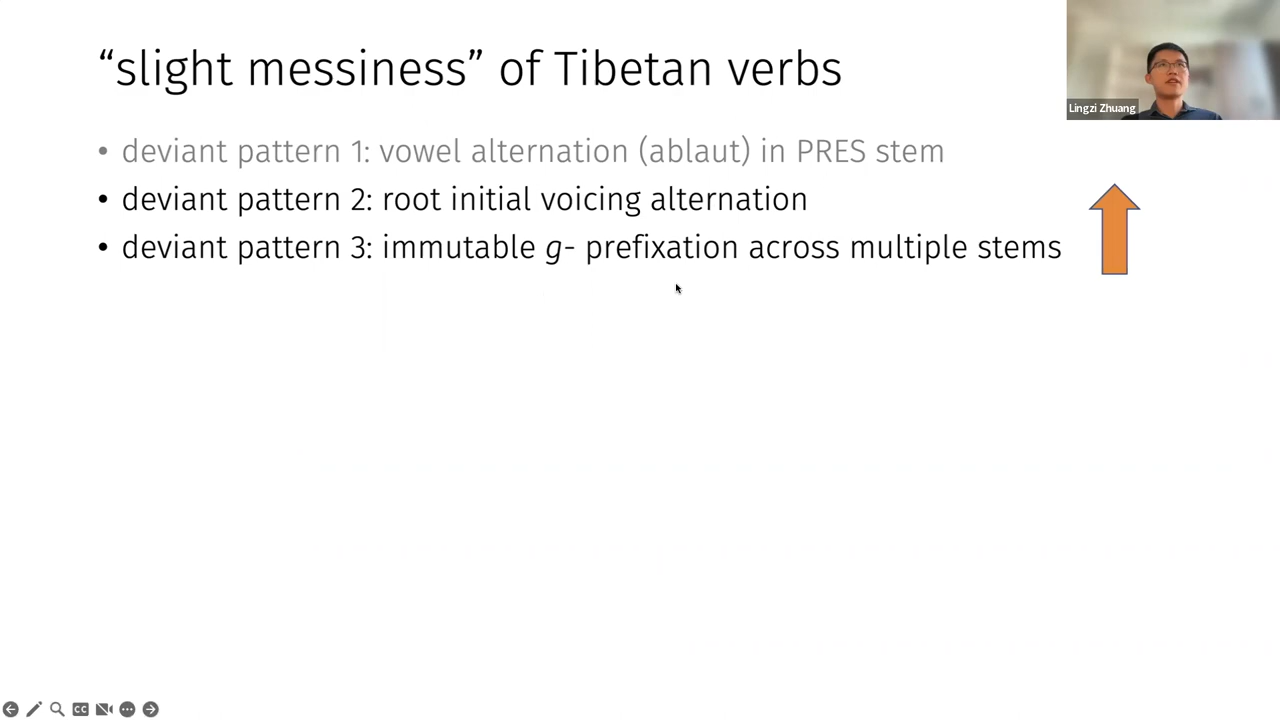 “slight messiness” of Tibetan verbs
Lingzi Zhuang
• deviant pattern 1: vowel alternation (ablaut) in PRES stem
• deviant pattern 2: root initial voicing alternation
• deviant pattern 3: immutable g- prefixation across multiple stems
CC